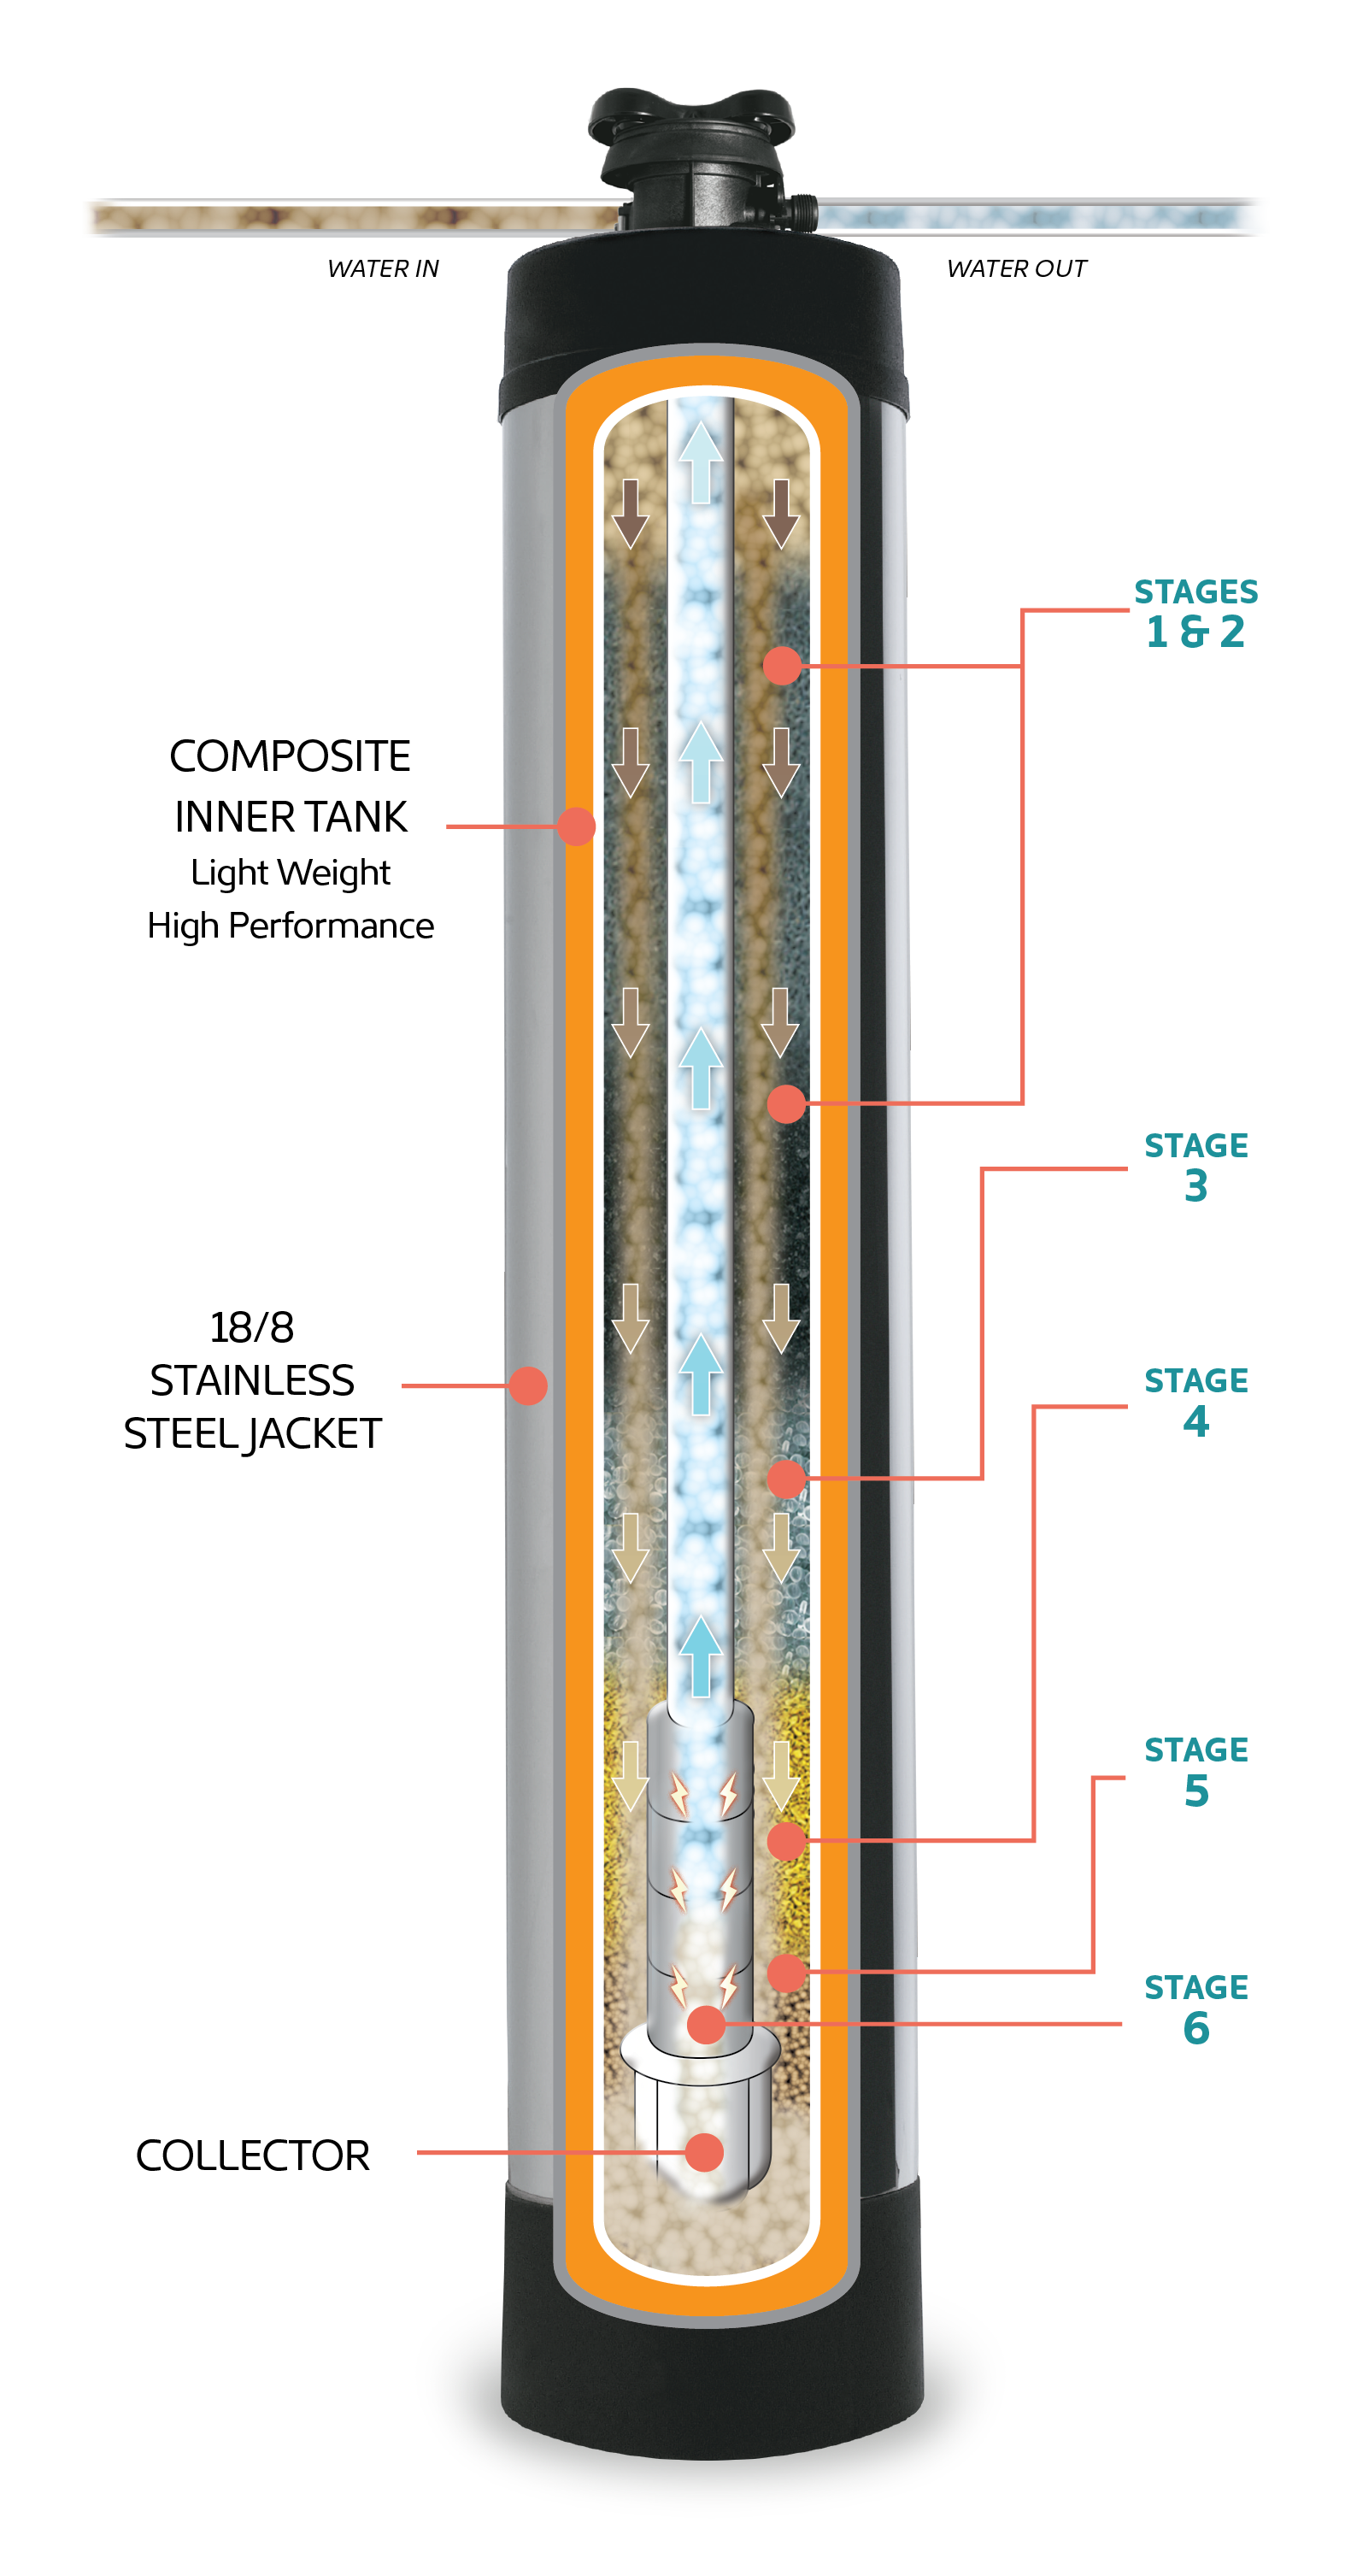 WATER IN
WATER OUT
STAGES
1 & 2
COMPOSITE
INNER TANK
Light Weight
High Performance
STAGE
3
18/8
STAINLESS
STEEL JACKET
STAGE
4
STAGE
5
STAGE
6
COLLECTOR